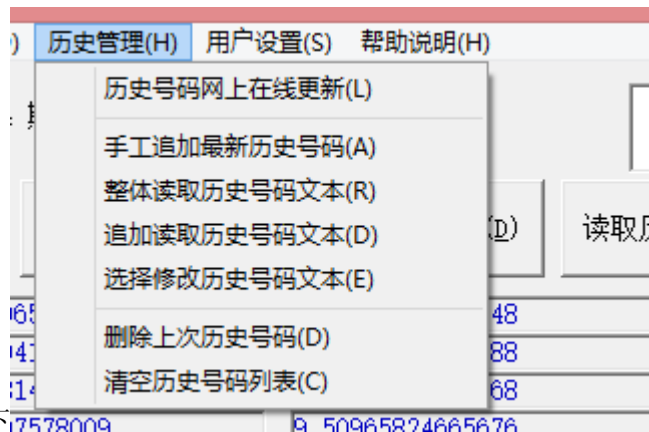 历史管理(H) 用户设置(S) 帮助说明(H)
历史号码网上在线更新(L)
手工追加最新历史号码(A)
整体读取历史号码文本(R)
追加读取历史号码文本(D)
(D) 读取
选择修改历史号码文本(E)
48
删除上次历史号码(D)
88
清空历史号码列表(C)
68
7578009 9.50965824665676